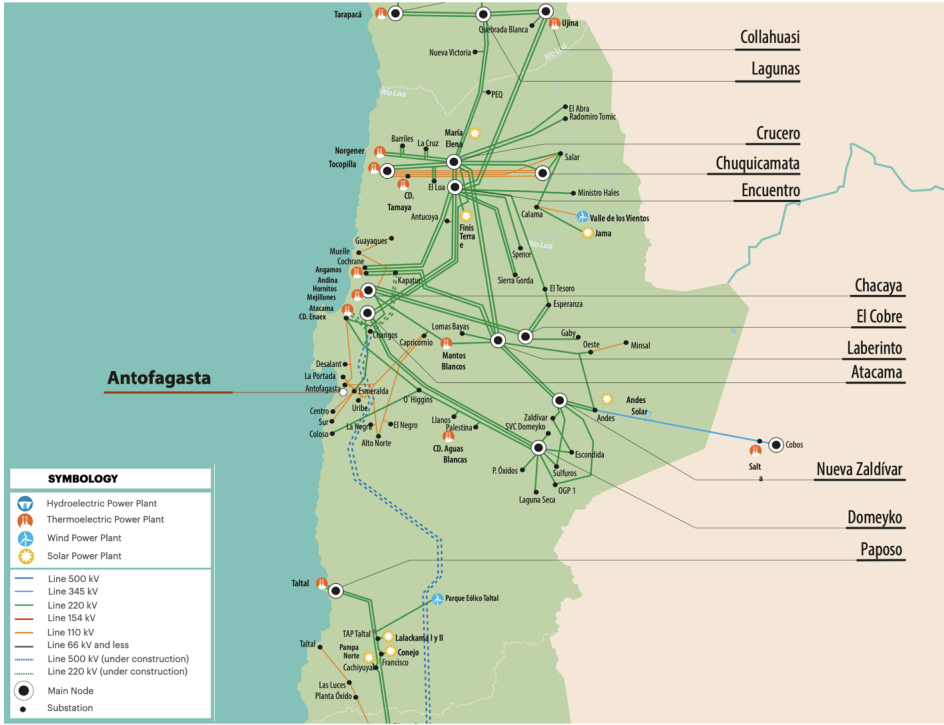 Tarapacá
Quebrada Blanca
Ujina
Collahuasi
Nueva Victoria
Río Loa
Lagunas
Río Loa
PEQ
El Abra
Radomiro Tomic
María
Elena
Crucero
Barriles
La Cruz
Norgener
Tocopilla
Salar
Chuquicamata
CD.
Tamaya
El Loa
Ministro Hales
Encuentro
Antucoya
Finis
Terra
e
Calama
Valle de los Vientos
Jama
Guayaques
Río Loa
Muelle
Cochrane
Spence
Angamos
Andina
Kapatur
Sierra Gorda
Hornitos
Mejillones
El Tesoro
Chacaya
Atacama
CD. Enaex
Esperanza
El Cobre
Changos
Capricornio
Lomas Bayas
Gaby
Oeste
Minsal
Mantos
Blancos
Laberinto
Desalant
Atacama
La Portada
Antofagasta
Antofagasta
Esmeralda
O' Higgins
Andes
Solar
Centro
Uribe
Sur
La Negra
El Negro
Llanos
Palestina
Zaldívar
SVC Domeyko
Andes
Coloso
Alto Norte
CD. Aguas
Blancas
Escondida
Cobos
P. Óxidos
Sulfuros
Salt
a
Nueva Zaldívar
OGP 1
Laguna Seca
Domeyko
Paposo
Taltal
Parque Eólico Taltal
TAP Taltal
Lalackama I y II
Taltal
Pampa
Norte
Conejo
Francisco
Cachiyuyal
Las Luces
Planta Óxido
SYMBOLOGY
Hydroelectric Power Plant
Thermoelectric Power Plant
Wind Power Plant
Solar Power Plant
Line 500 kV
Line 345 kV
Line 220 kV
Line 154 kV
Line 110 kV
Line 66 kV and less
Line 500 kV (under construction)
Line 220 kV (under construction)
Main Node
Substation